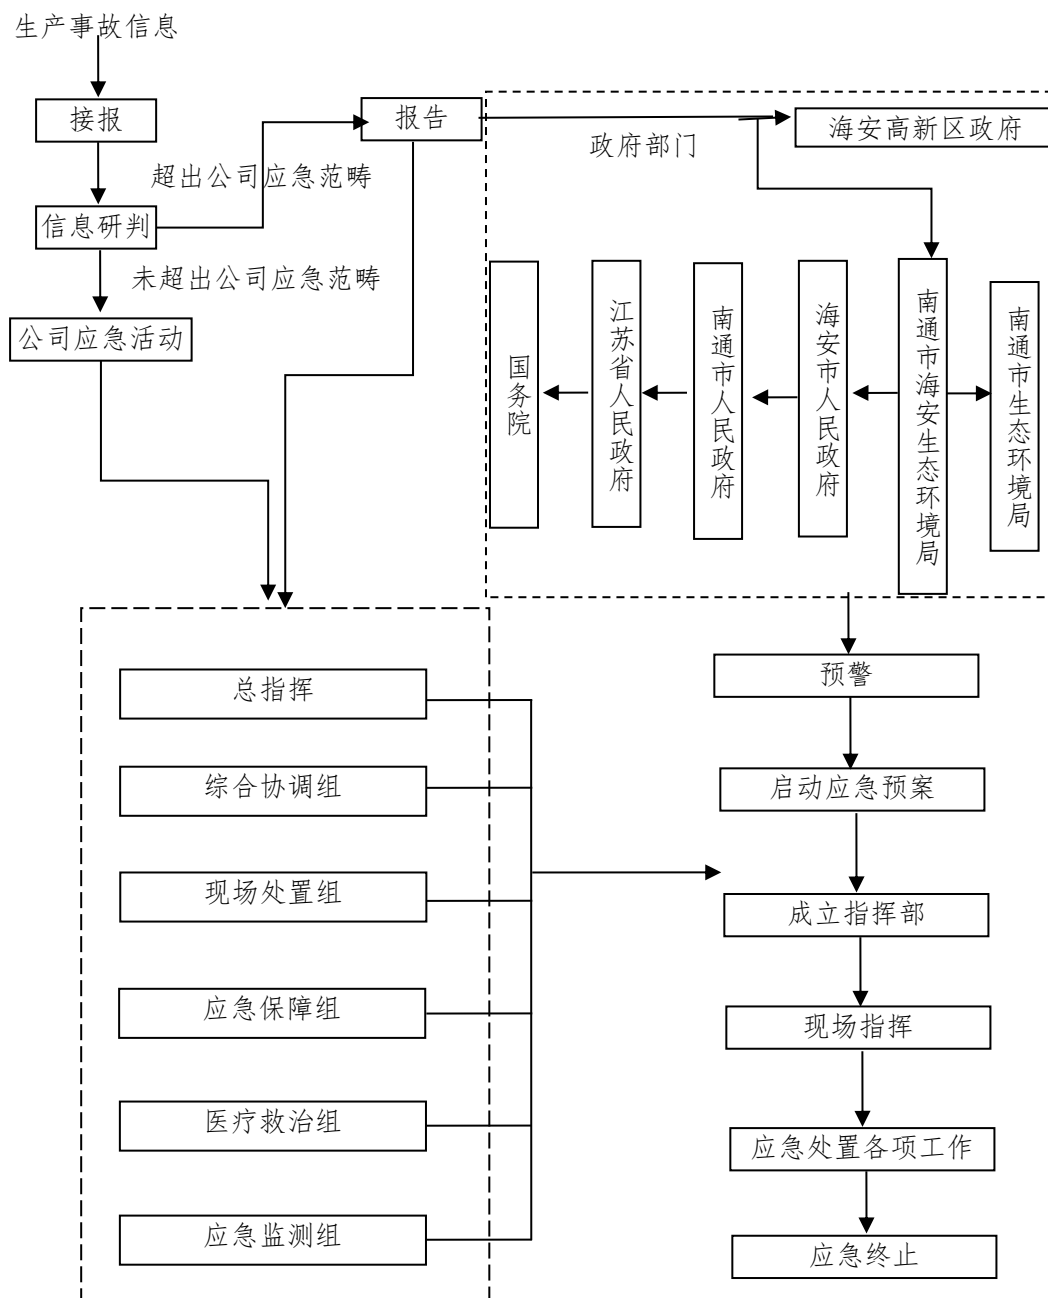 生产事故信息
接报
报告
海安高新区政府
政府部门
超出公司应急范畴
信息研判
未超出公司应急范畴
公司应急活动
国务院
江苏省人民政府
南通市人民政府
海安市人民政府
南通市海安生态环境局
南通市生态环境局
总指挥
综合协调组
现场处置组
应急保障组
医疗救治组
应急监测组
预警
启动应急预案
成立指挥部
现场指挥
应急处置各项工作
应急终止